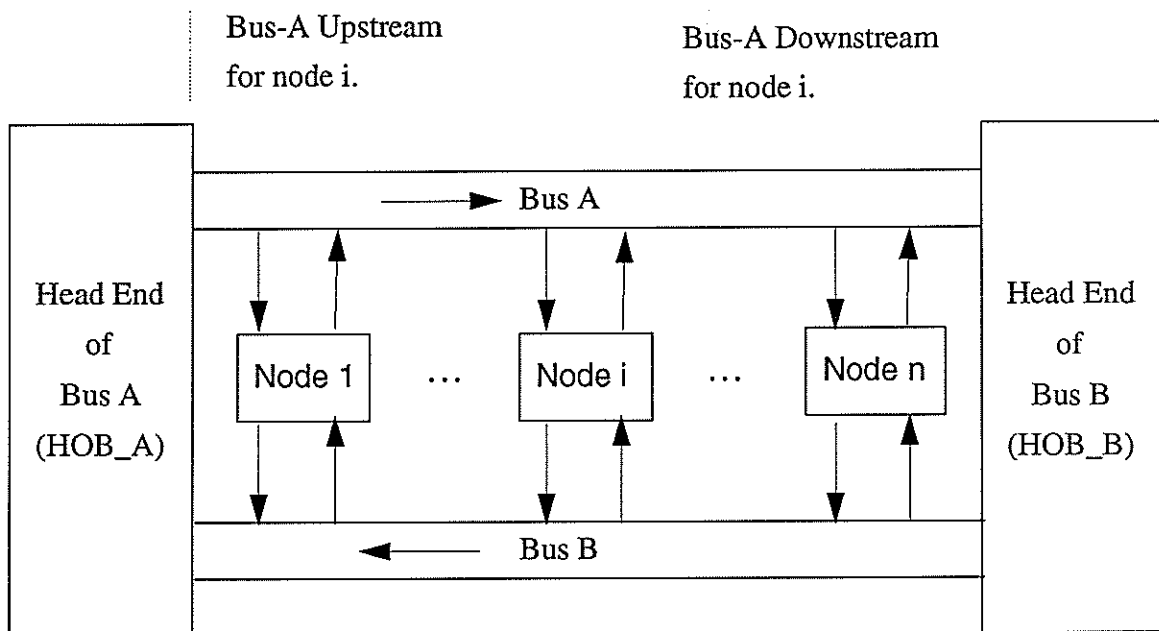 Bus-A Upstream
for node i.
Bus-A Downstream
for node i.
Bus A
Head End
of
Bus A
(HOB_A)
Node 1
...
Node i
...
Node n
Head End
of
Bus B
(HOB_B)
Bus B